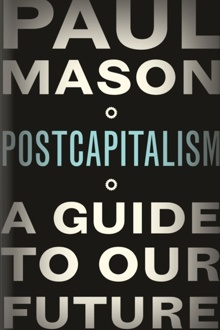 PAUL
MASON
POSTCAPITALISM
A GUIDE
TO OUR
FUTURE